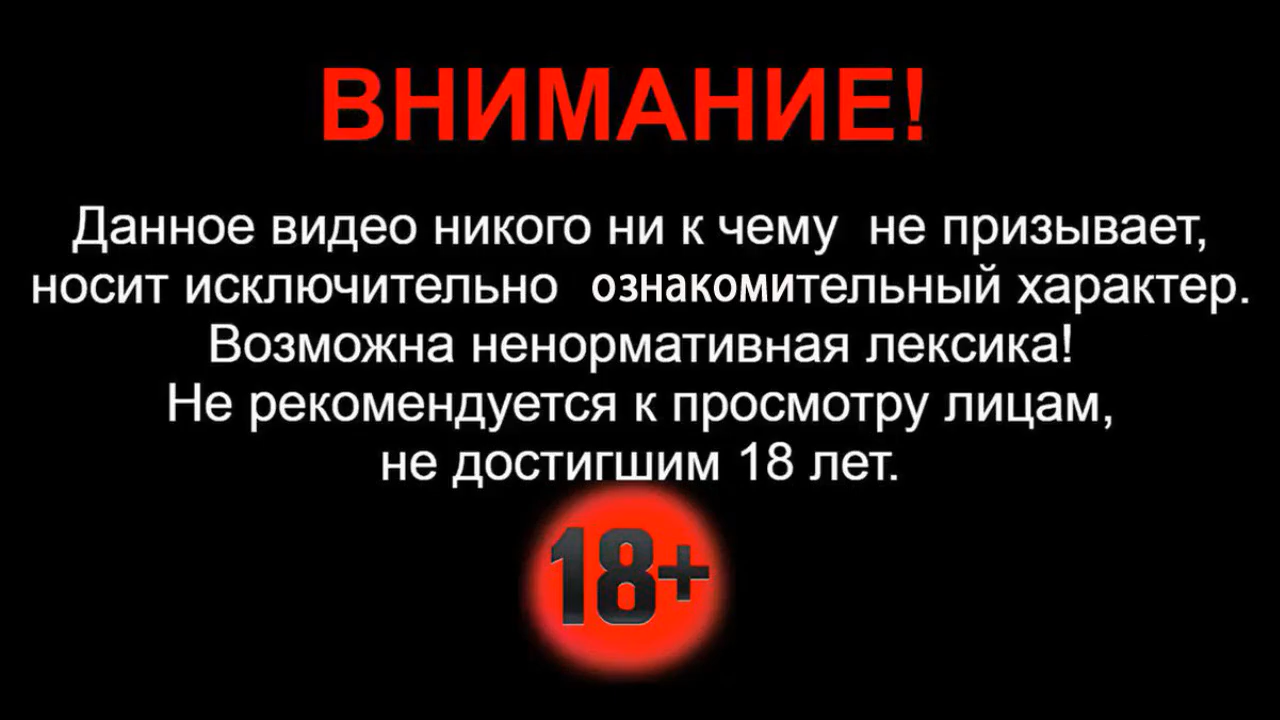 ВНИМАНИЕ!
Данное видео никого ни к чему не призывает,
носит исключительно ознакомительный характер.
Возможна ненормативная лексика!
Не рекомендуется к просмотру лицам,
не достигшим 18 лет.
18+